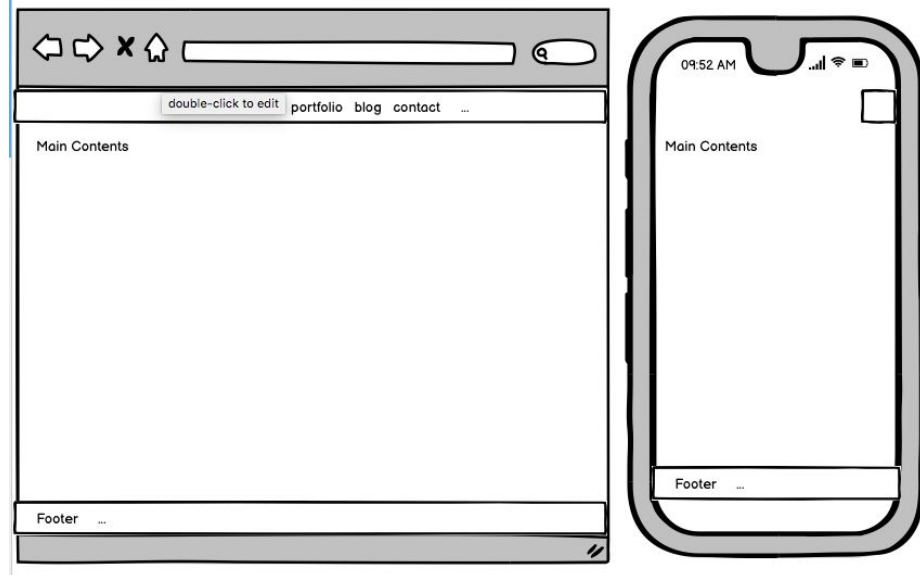 09:52 AM
double-click to edit portfolio blog contact ...
Main Contents
Main Contents
Footer ...
Footer ...